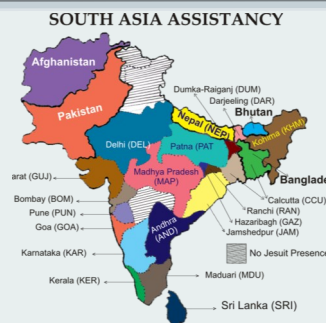 SOUTH ASIA ASSISTANCY
Afghanistan
Pakistan
Dumka-Raiganj (DUM)
Darjeeling (DAR)
Bhutan
Nepal (NEP)
Kohima (KHM)
Delhi (DEL)
Patna (PAT
Banglade
Madhya Pradesh
(MAP)
arat (GUJ)
Bombay (BOM)
Pune (PUN)
Goa (GOA)
Calcutta (CCU)
Ranchi (RAN)
Hazaribagh (GAZ)
Jamshedpur (JAM)
Andhra
(AND)
No Jesuit Presence
Karnataka (KAR)
Kerala (KER)
Maduari (MDU)
Sri Lanka (SRI)